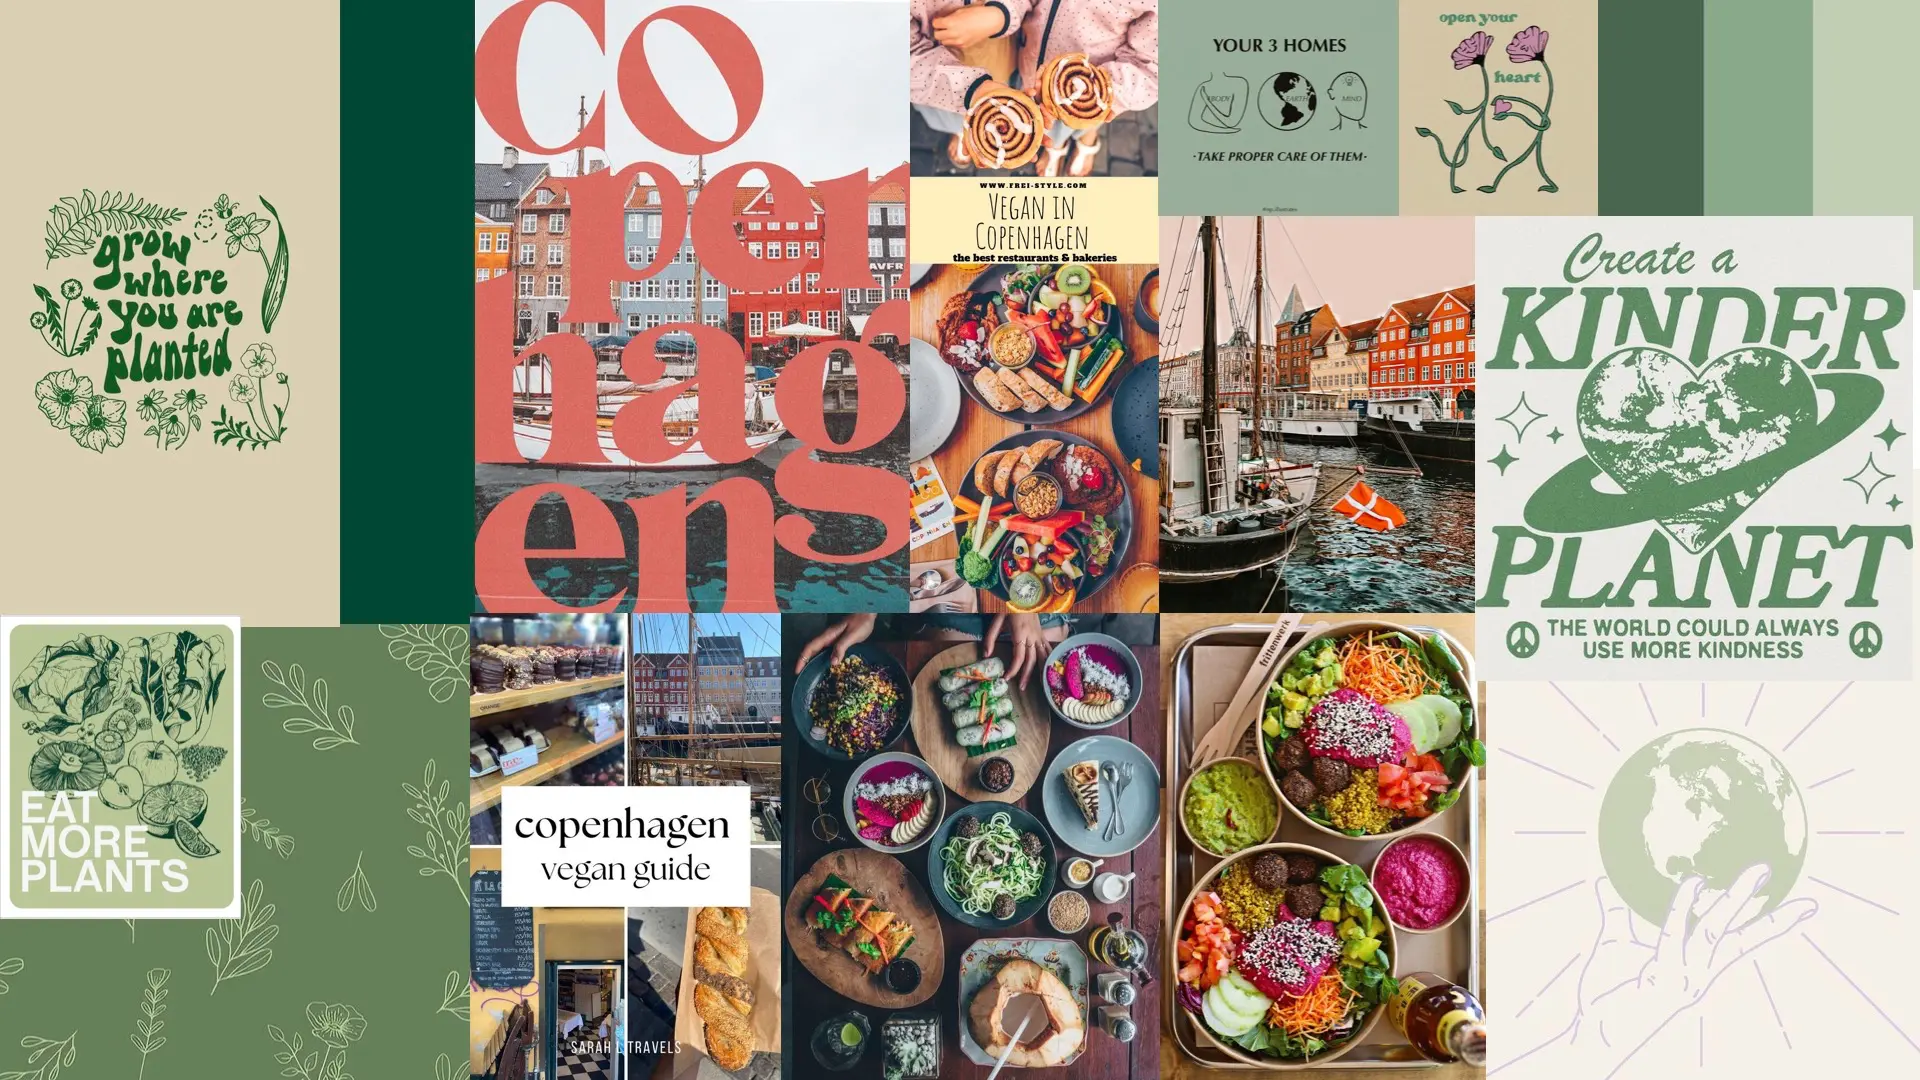 grow
where
you are
planted
EAT
MORE
PLANTS
co
pen
hag
en
AVFR
WWW.FREI-STYLE.COM
VEGAN IN
COPENHAGEN
the best restaurants & bakeries
YOUR 3 HOMES
BODY
EARTH
MIND
·TAKE PROPER CARE OF THEM·
open your
heart
Create a
KINDER
PLANET
THE WORLD COULD ALWAYS
USE MORE KINDNESS
copenhagen
vegan guide
SARAH L TRAVELS
frittenwerk